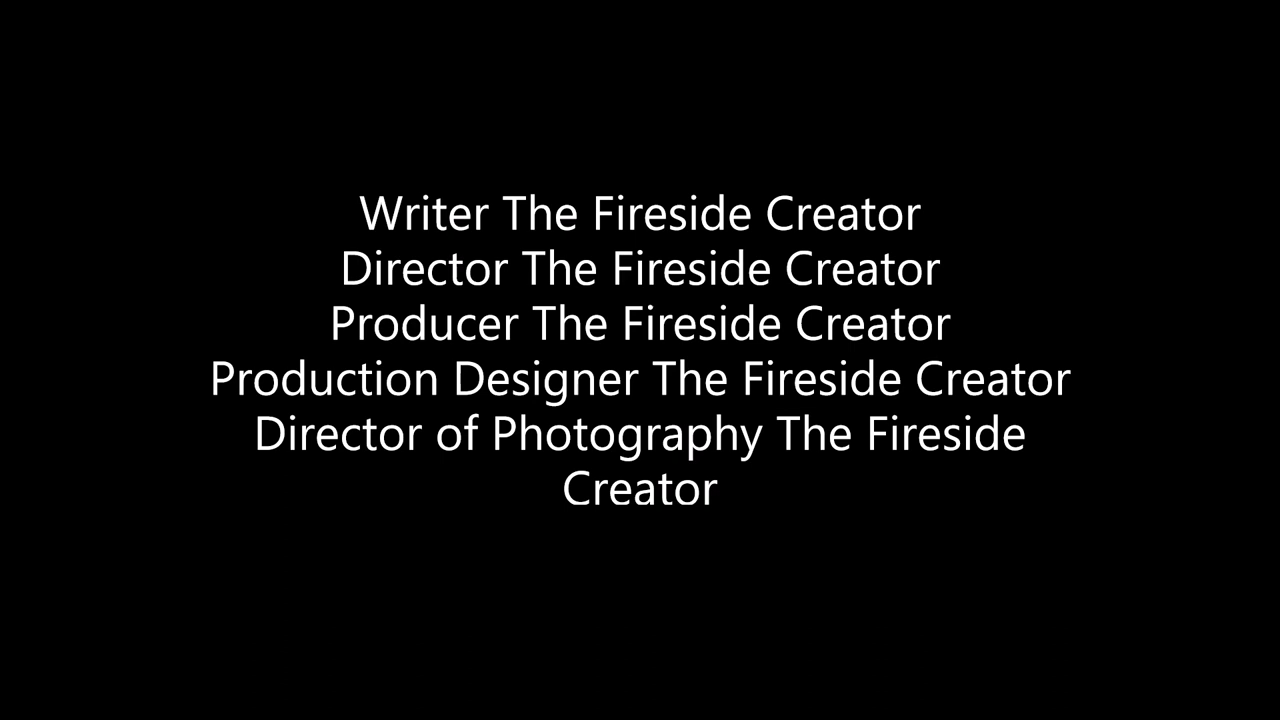 Writer The Fireside Creator
Director The Fireside Creator
Producer The Fireside Creator
Production Designer The Fireside Creator
Director of Photography The Fireside
Creator